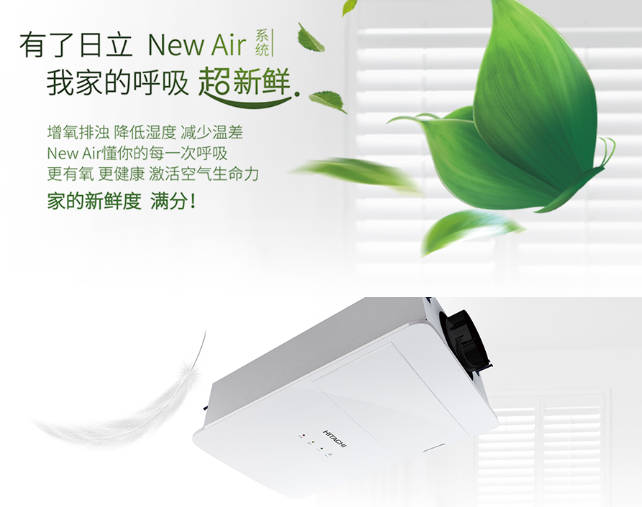 有了日立 New Air 系统
我家的呼吸 超新鲜.
增氧排浊 降低湿度 减少温差
New Air懂你的每一次呼吸
更有氧 更健康 激活空气生命力
家的新鲜度 满分!
HITACHI